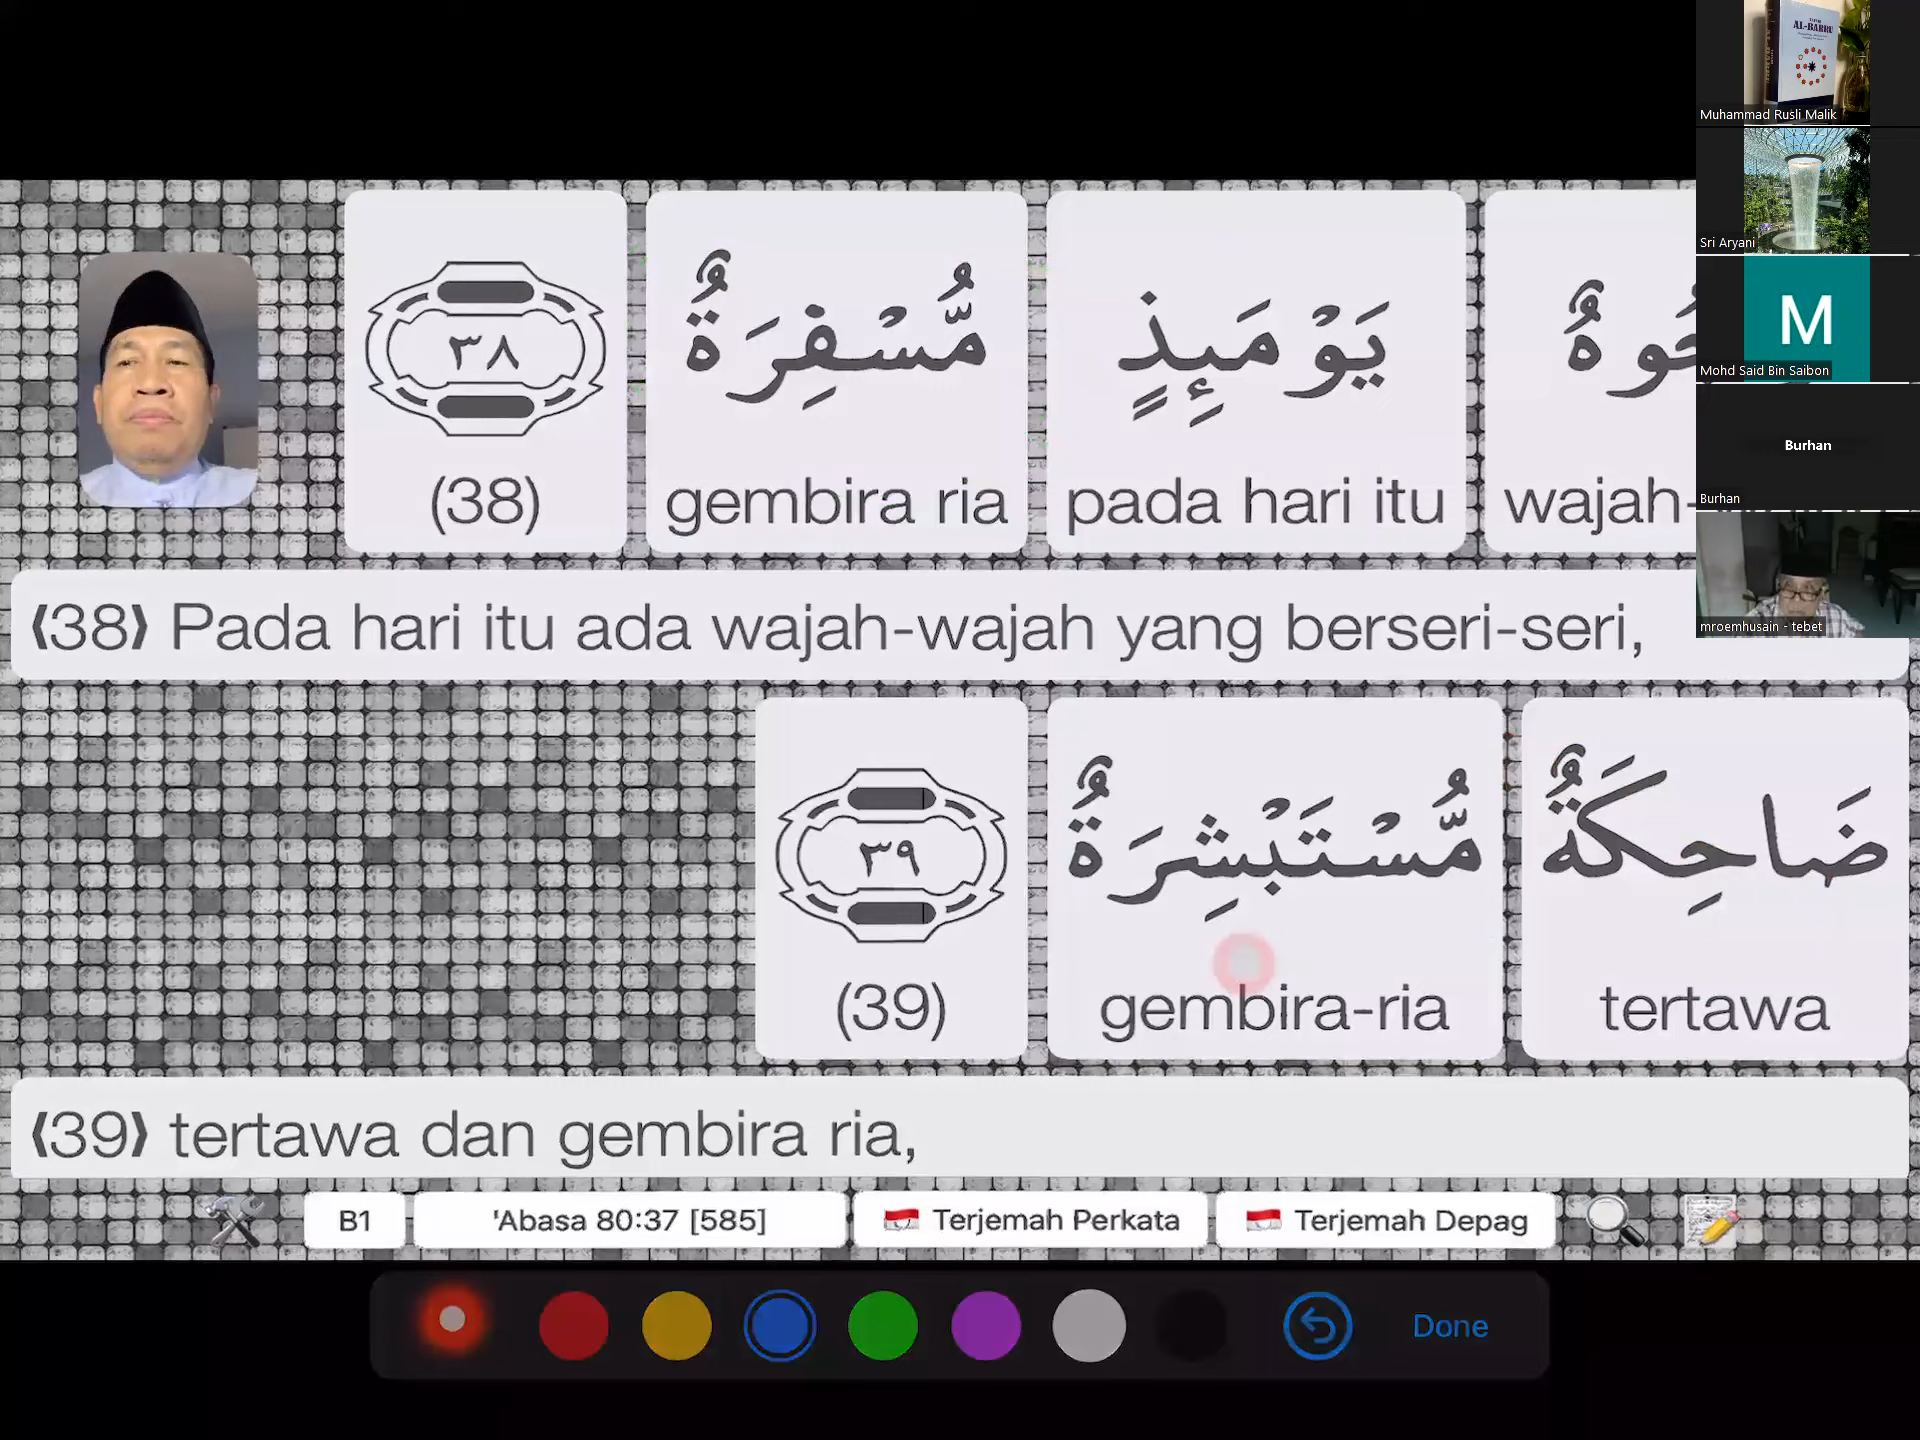 AL-BARRU
Muhammad Rusli Malik
Sri Aryani
M
Mohd Said Bin Saibon
Burhan
Burhan
mroemhusain - tebet
يَوْمَئِذٍ مُّسْفِرَةٌ ٣٨
wajah- pada hari itu gembira ria (38)
(38) Pada hari itu ada wajah-wajah yang berseri-seri,
ضَاحِكَةٌ مُّسْتَبْشِرَةٌ ٣٩
tertawa gembira-ria (39)
(39) tertawa dan gembira ria,
B1 'Abasa 80:37 [585] Terjemah Perkata Terjemah Depag
Done